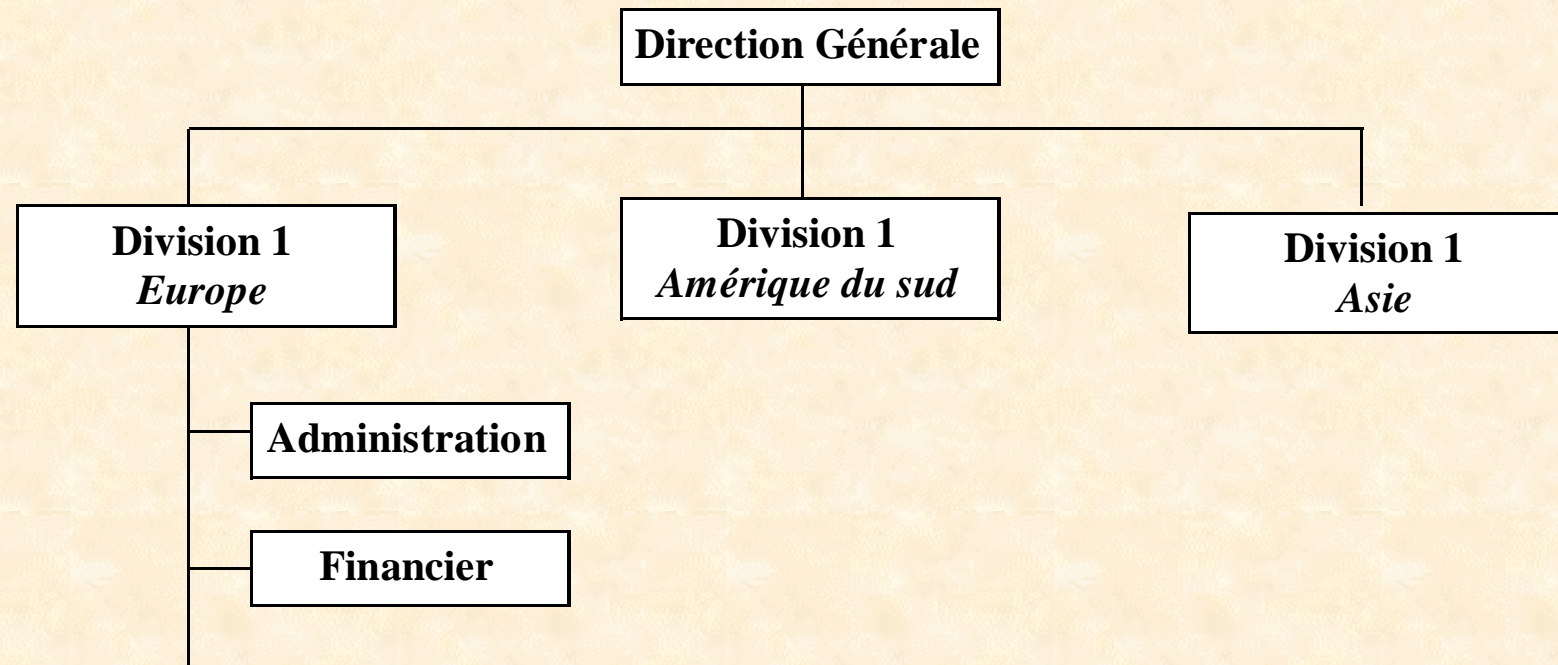 Direction Générale
Division 1
Europe
Division 1
Amérique du sud
Division 1
Asie
Administration
Financier